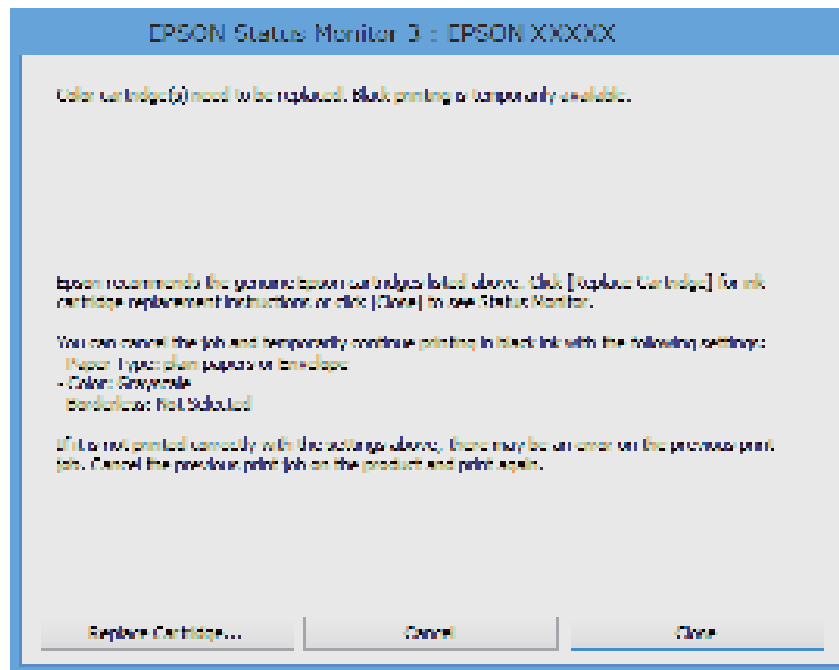 EPSON Status Monitor 3 : EPSON XXXXX
Color cartridge(s) need to be replaced. Black printing is temporarily available.
Epson recommends the genuine Epson cartridges listed above. Click [Replace Cartridge] for ink
cartridge replacement instructions or click [Close] to see Status Monitor.
You can cancel the job and temporarily continue printing in black ink with the following settings:
- Paper Type: plain papers or Envelope
- Color: Grayscale
- Borderless: Not Selected
If it is not printed correctly with the settings above, there may be an error on the previous print
job. Cancel the previous print job on the product and print again.
Replace Cartridge...
Cancel
Close